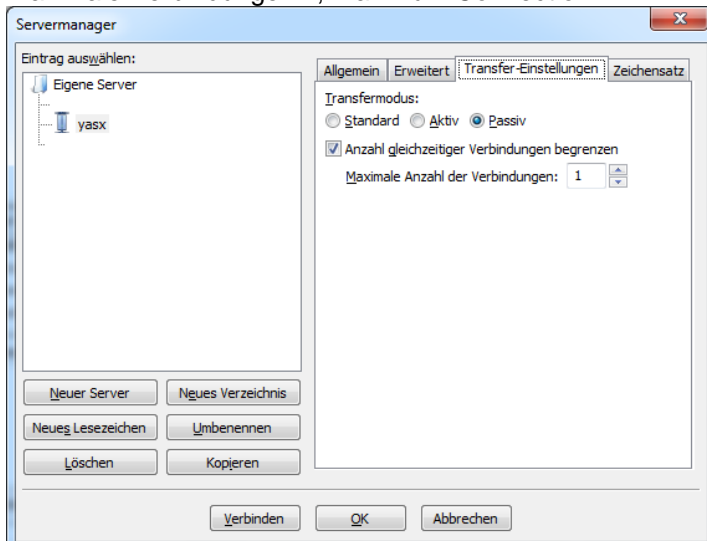 Servermanager
Eintrag auswählen:
Eigene Server
yasx
Neuer Server
Neues Verzeichnis
Neues Lesezeichen
Umbenennen
Löschen
Kopieren
Allgemein
Erweitert
Transfer-Einstellungen
Zeichensatz
Transfermodus:
Standard
Aktiv
Passiv
Anzahl gleichzeitiger Verbindungen begrenzen
Maximale Anzahl der Verbindungen: 1
Verbinden
OK
Abbrechen